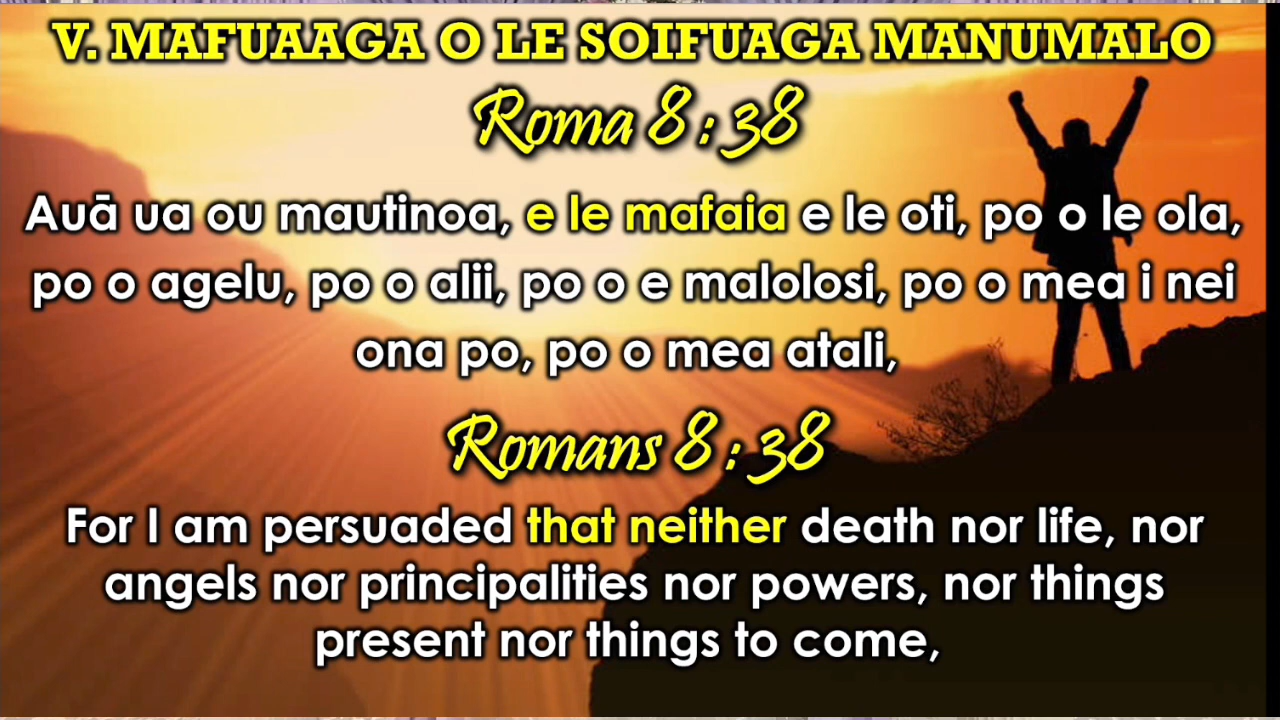 V. MAFUAAGA O LE SOIFUAGA MANUMALO
Roma 8 : 38
Auā ua ou mautinoa, e le mafaia e le oti, po o le ola,
po o agelu, po o alii, po o e malolosi, po o mea i nei
ona po, po o mea atali,
Romans 8 : 38
For I am persuaded that neither death nor life, nor
angels nor principalities nor powers, nor things
present nor things to come,